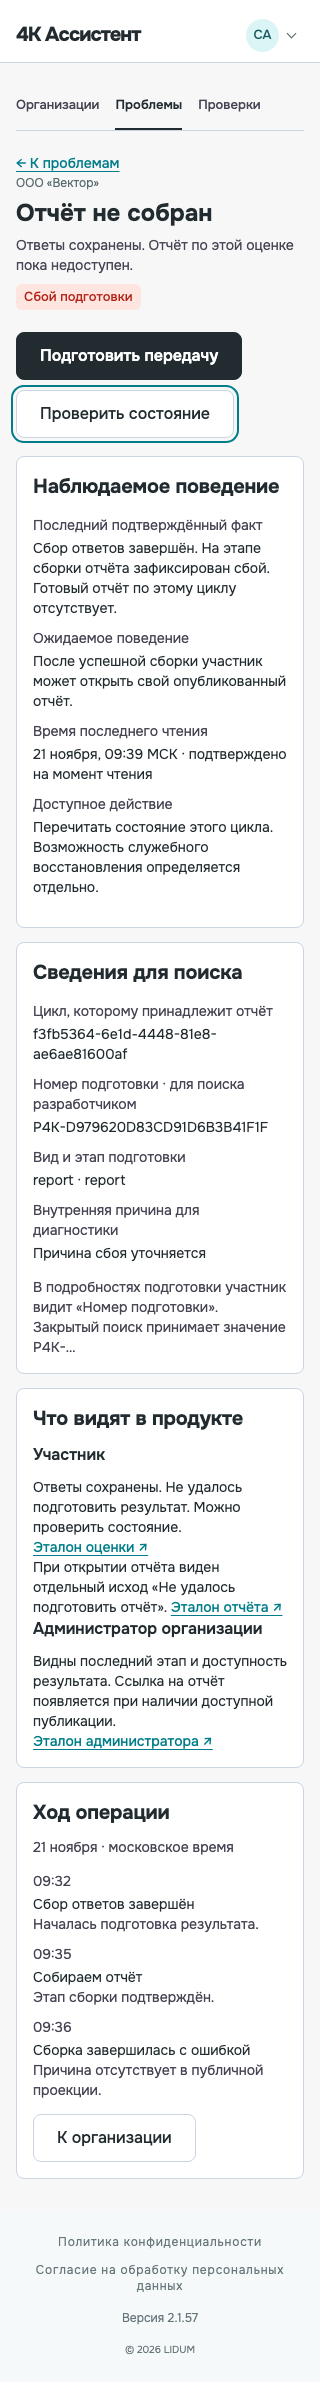 4K Ассистент
СА
Организации Проблемы Проверки
← К проблемам
ООО «Вектор»
Отчёт не собран
Ответы сохранены. Отчёт по этой оценке
пока недоступен.
Сбой подготовки
Подготовить передачу
Проверить состояние
Наблюдаемое поведение
Последний подтверждённый факт
Сбор ответов завершён. На этапе
сборки отчёта зафиксирован сбой.
Готовый отчёт по этому циклу
отсутствует.
Ожидаемое поведение
После успешной сборки участник
может открыть свой опубликованный
отчёт.
Время последнего чтения
21 ноября, 09:39 МСК · подтверждено
на момент чтения
Доступное действие
Перечитать состояние этого цикла.
Возможность служебного
восстановления определяется
отдельно.
Сведения для поиска
Цикл, которому принадлежит отчёт
f3fb5364-6e1d-4448-81e8-
ae6ae81600af
Номер подготовки · для поиска
разработчиком
P4K-D979620D83CD91D6B3B41F1F
Вид и этап подготовки
report · report
Внутренняя причина для
диагностики
Причина сбоя уточняется
В подробностях подготовки участник
видит «Номер подготовки».
Закрытый поиск принимает значение
P4K-…
Что видят в продукте
Участник
Ответы сохранены. Не удалось
подготовить результат. Можно
проверить состояние.
Эталон оценки ↗
При открытии отчёта виден
отдельный исход «Не удалось
подготовить отчёт». Эталон отчёта ↗
Администратор организации
Видны последний этап и доступность
результата. Ссылка на отчёт
появляется при наличии доступной
публикации.
Эталон администратора ↗
Ход операции
21 ноября · московское время
09:32
Сбор ответов завершён
Началась подготовка результата.
09:35
Собираем отчёт
Этап сборки подтверждён.
09:36
Сборка завершилась с ошибкой
Причина отсутствует в публичной
проекции.
К организации
Политика конфиденциальности
Согласие на обработку персональных
данных
Версия 2.1.57
© 2026 LIDUM